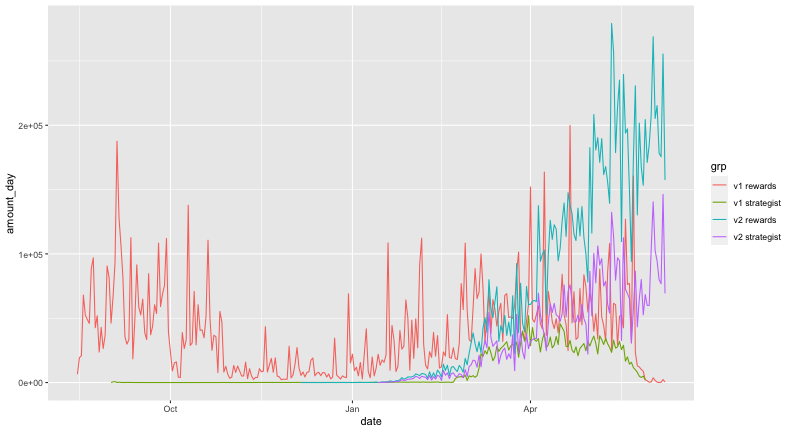 amount_day
2e+05
1e+05
0e+00
Oct
Jan
Apr
date
grp
v1 rewards
v1 strategist
v2 rewards
v2 strategist